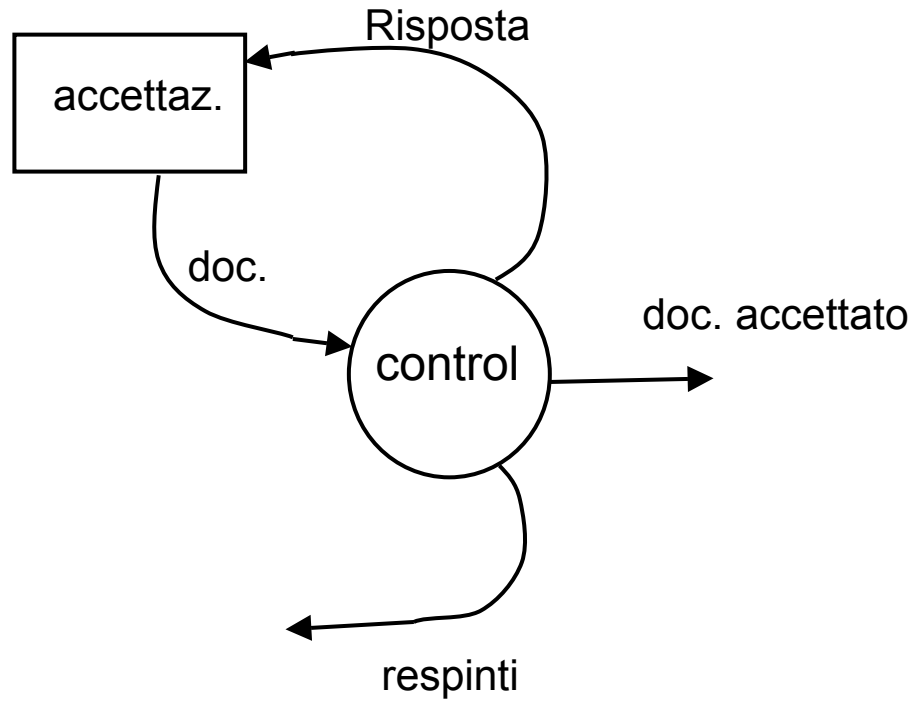 Risposta
accettaz.
doc.
doc. accettato
control
respinti